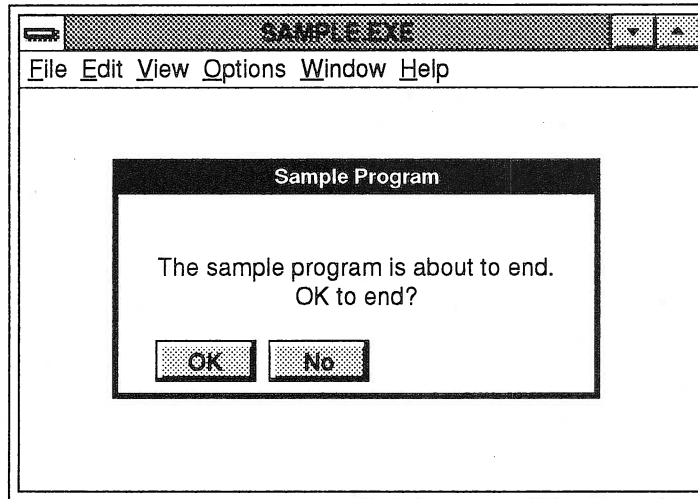 SAMPLE.EXE
File Edit View Options Window Help
Sample Program
The sample program is about to end.
OK to end?
OK No